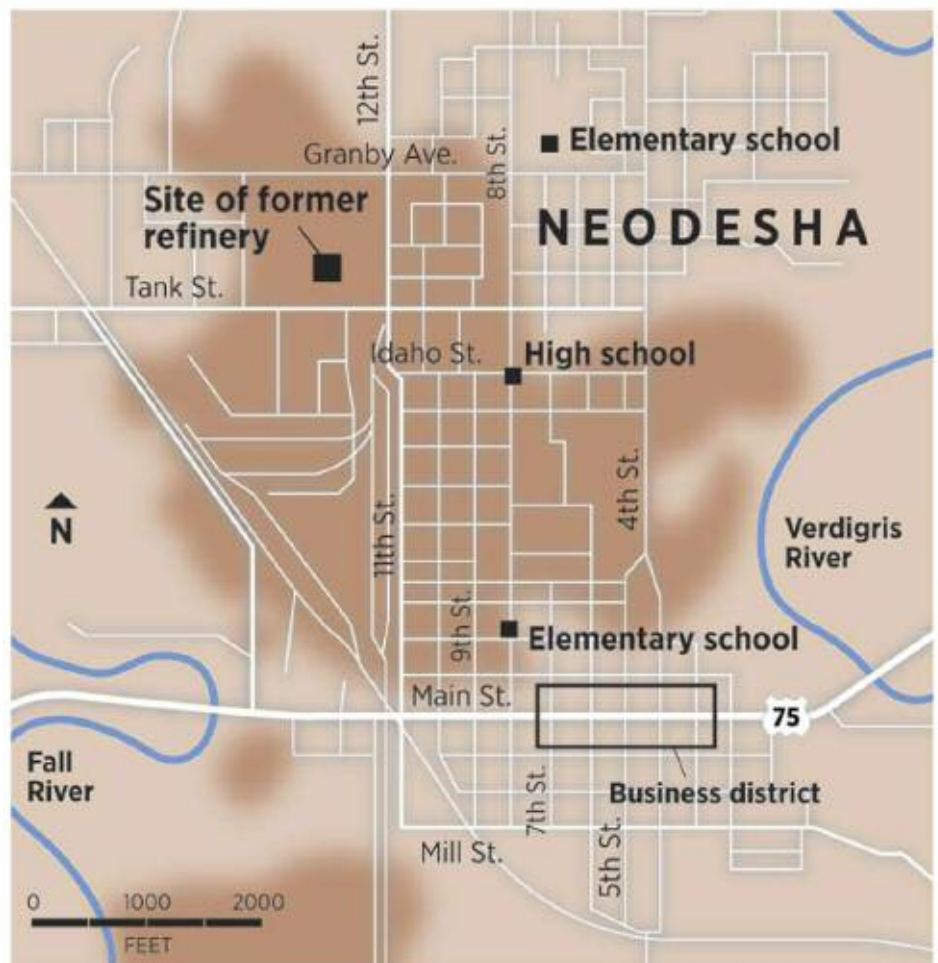 12th St.
8th St.
Elementary school
Granby Ave.
Site of former
refinery
NEODESHA
Tank St.
Idaho St.
High school
4th St.
N
11th St.
Verdigris
River
9th St.
Elementary school
Main St.
75
Fall
River
7th St.
Business district
5th St.
Mill St.
0 1000 2000
FEET